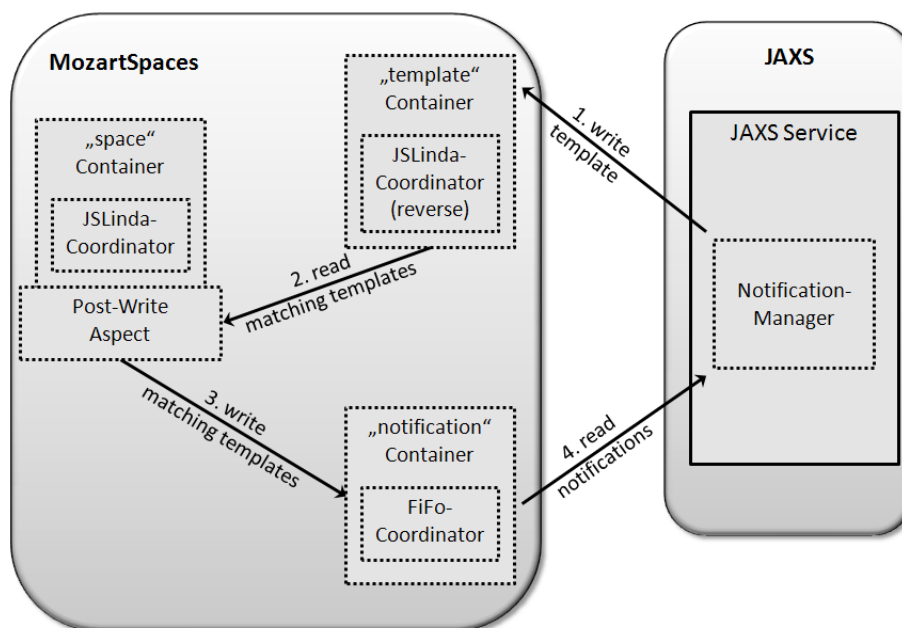 MozartSpaces
„space“
Container
JSLinda-
Coordinator
Post-Write
Aspect
„template“
Container
JSLinda-
Coordinator
(reverse)
1. write
template
2. read
matching templates
3. write
matching templates
„notification“
Container
FiFo-
Coordinator
4. read
notifications
JAXS
JAXS Service
Notification-
Manager